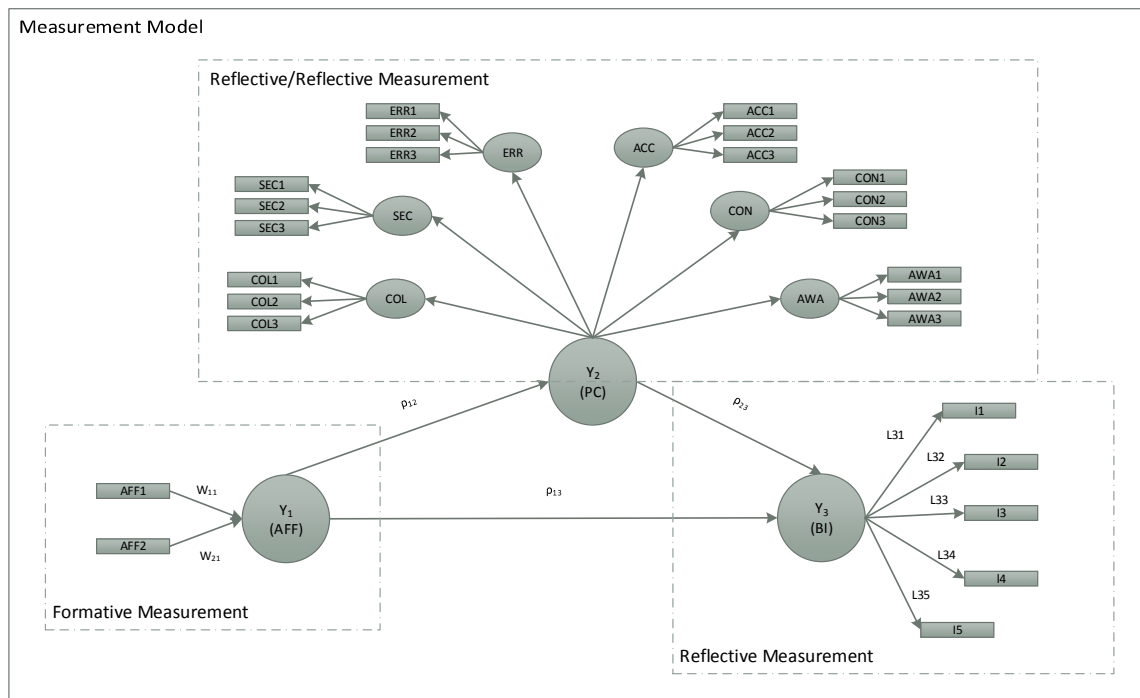 Measurement Model
Reflective/Reflective Measurement
ERR1
ERR2
ERR3
ERR
ACC
ACC1
ACC2
ACC3
SEC1
SEC2
SEC3
SEC
CON
CON1
CON2
CON3
COL1
COL2
COL3
COL
AWA
AWA1
AWA2
AWA3
Y₂
(PC)
ρ₁₂
ρ₂₃
AFF1
AFF2
W₁₁
W₂₁
Y₁
(AFF)
Formative Measurement
ρ₁₃
Y₃
(BI)
L31
L32
L33
L34
L35
I1
I2
I3
I4
I5
Reflective Measurement